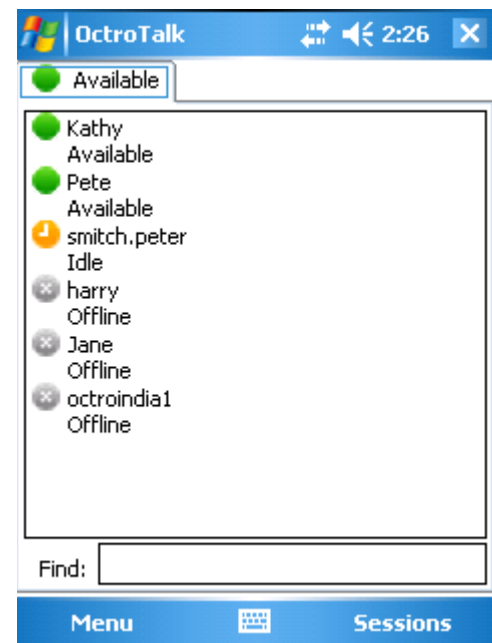 OctroTalk 2:26
Available
Kathy
Available
Pete
Available
smitch.peter
Idle
harry
Offline
Jane
Offline
octroindia1
Offline
Find:
Menu Sessions